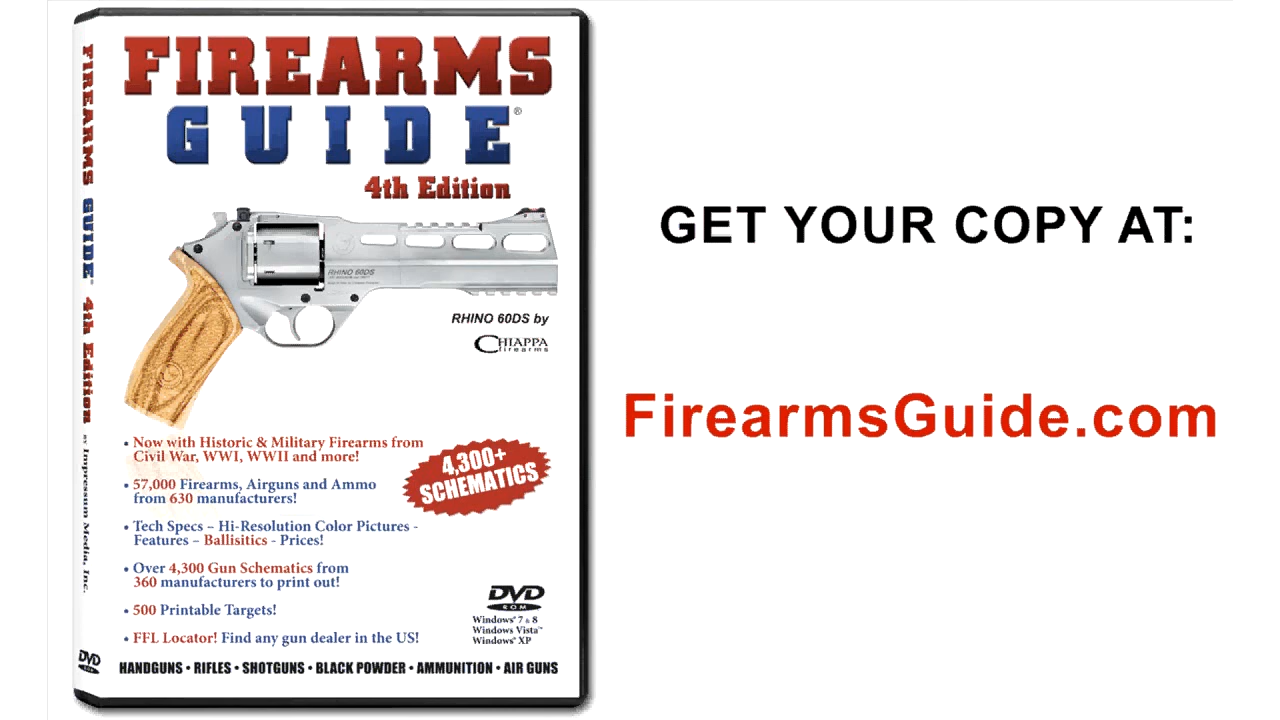 FIREARMS
GUIDE®
4th Edition
RHINO 60DS
RHINO 60DS by
CHIAPPA
firearms
• Now with Historic & Military Firearms from
Civil War, WWI, WWII and more!
• 57,000 Firearms, Airguns and Ammo
from 630 manufacturers!
• Tech Specs – Hi-Resolution Color Pictures -
Features – Ballisitics - Prices!
• Over 4,300 Gun Schematics from
360 manufacturers to print out!
• 500 Printable Targets!
• FFL Locator! Find any gun dealer in the US!
4,300+
SCHEMATICS
DVD
ROM
Windows® 7 & 8
Windows Vista™
Windows® XP
HANDGUNS • RIFLES • SHOTGUNS • BLACK POWDER • AMMUNITION • AIR GUNS
FIREARMS GUIDE™ 4th Edition BY Impressum Media, Inc.
DVD
ROM
GET YOUR COPY AT:
FirearmsGuide.com